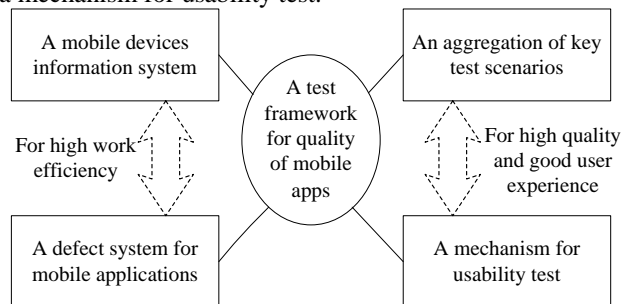 a mechanism for usability test.
A mobile devices
information system
An aggregation of key
test scenarios
A test
framework
for quality
of mobile
apps
For high work
efficiency
For high quality
and good user
experience
A defect system for
mobile applications
A mechanism for
usability test